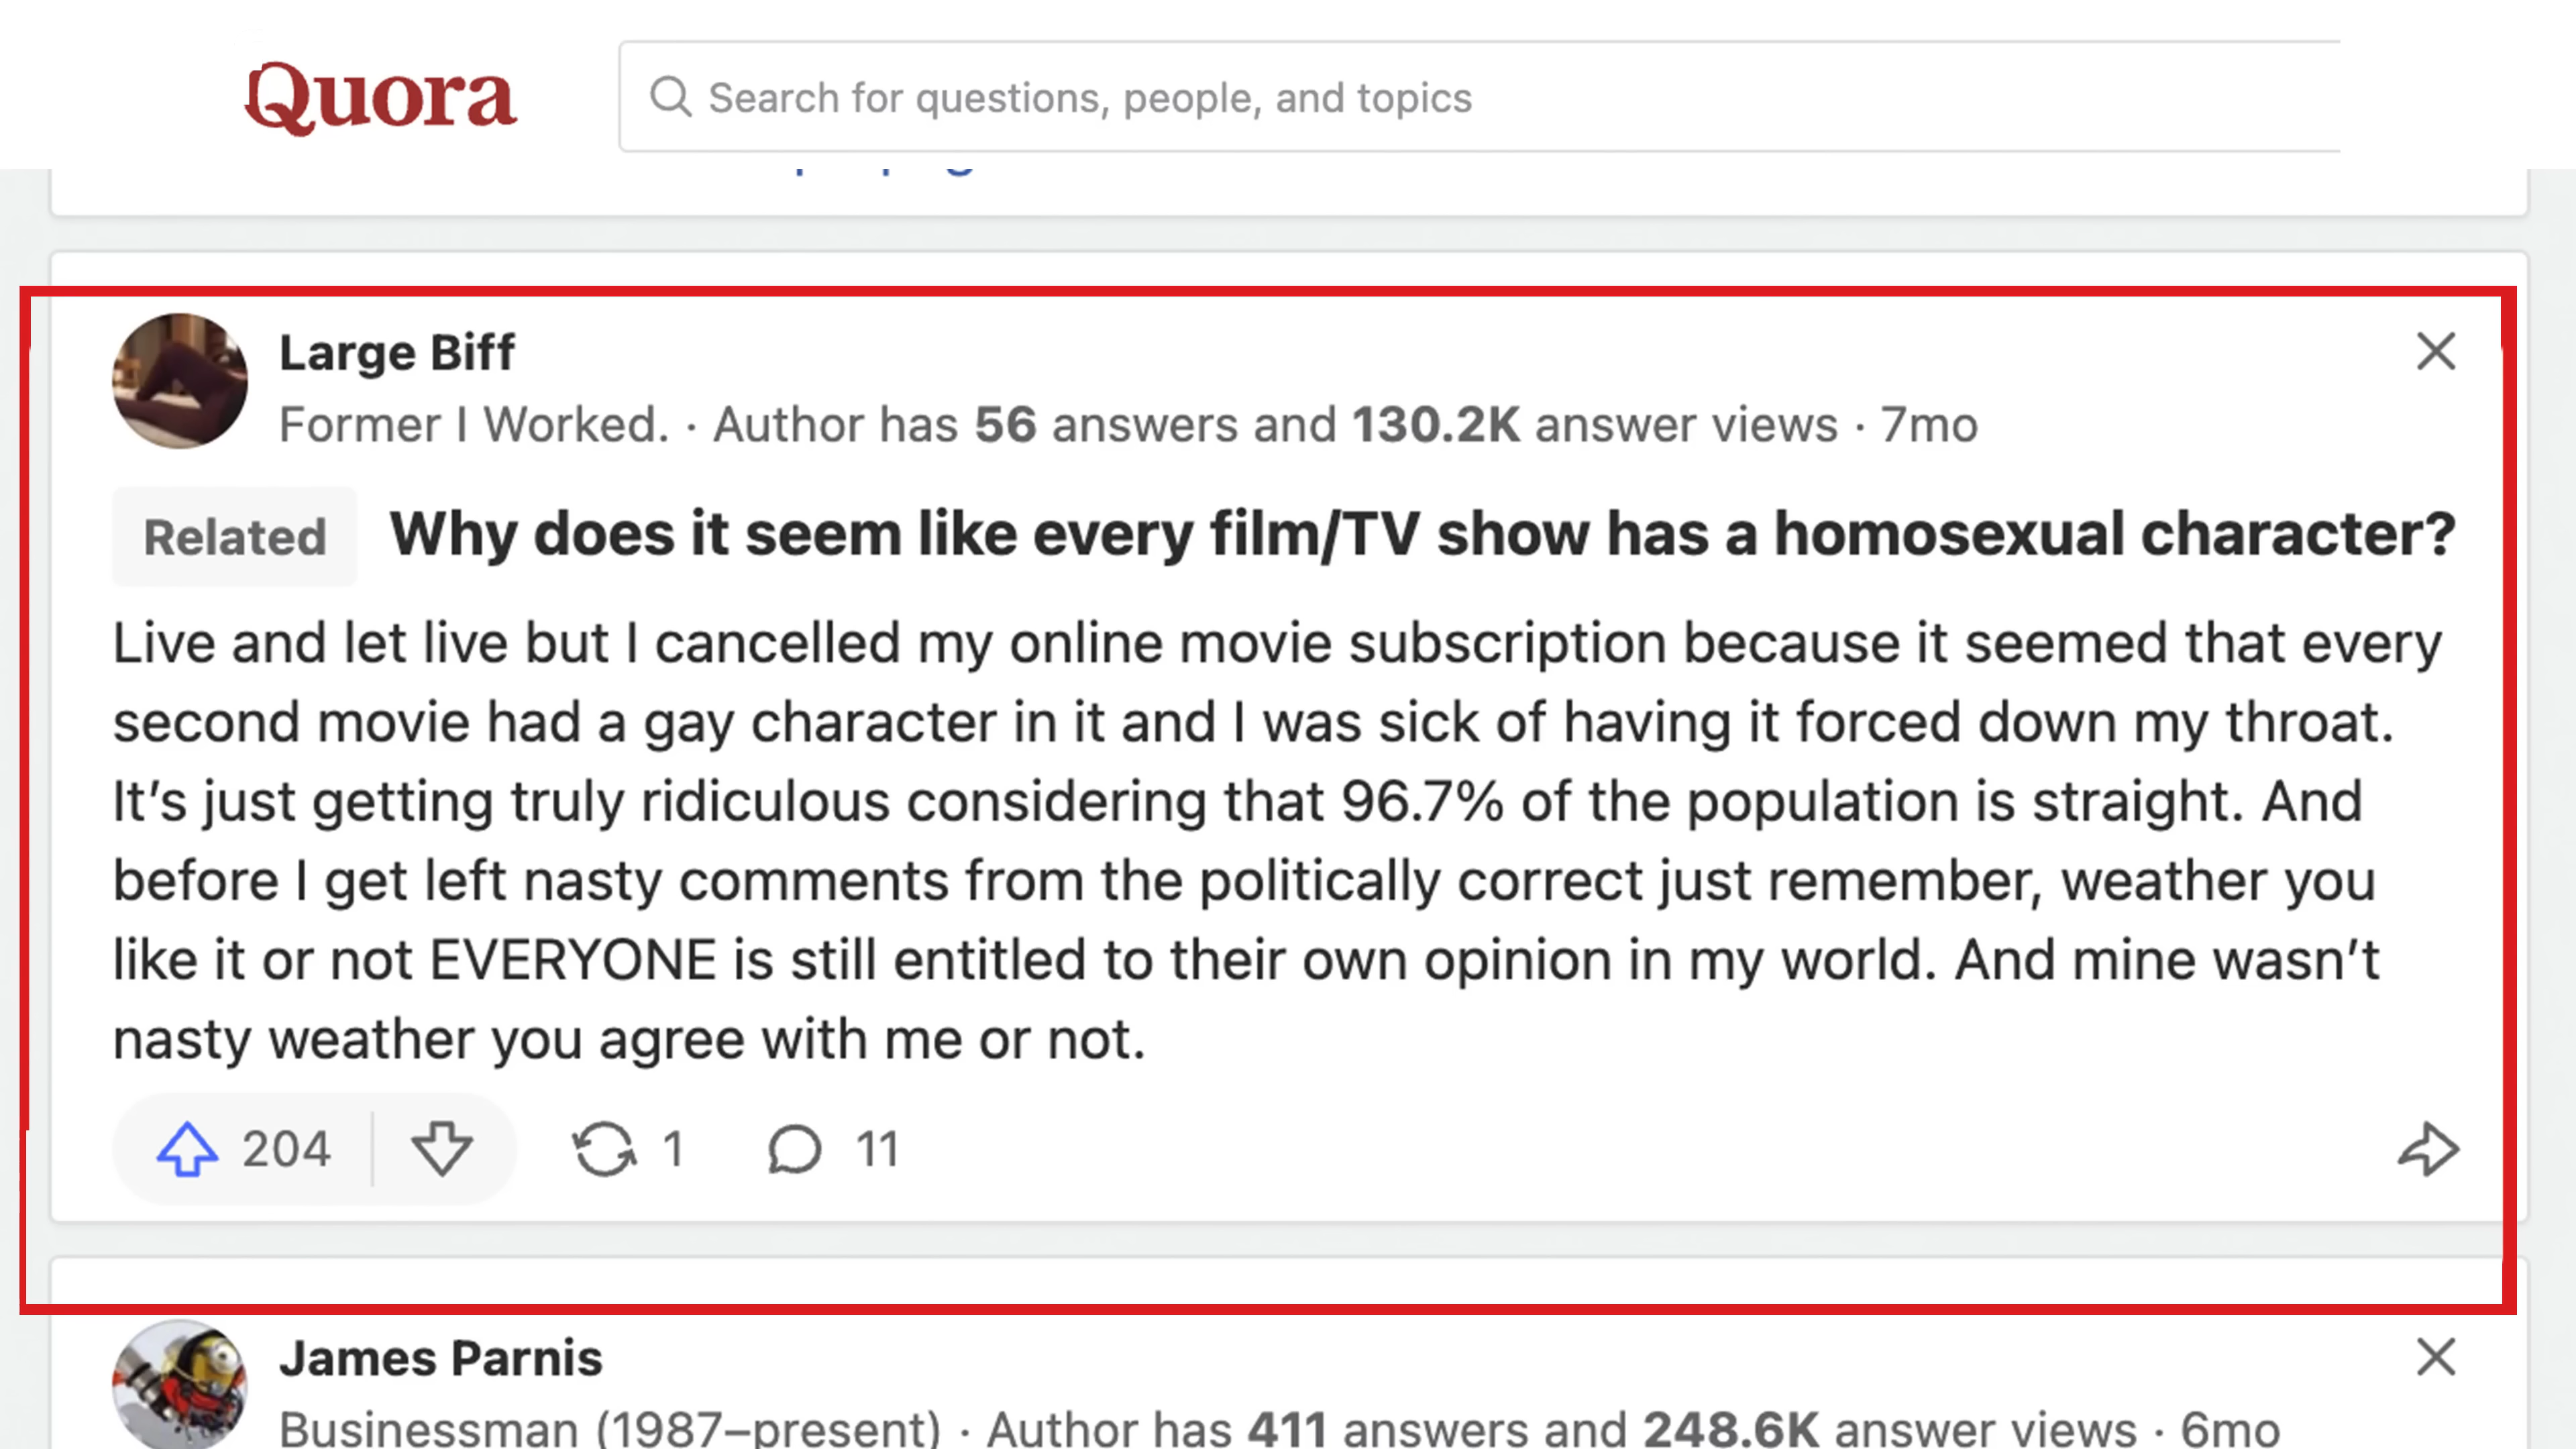 Quora
Search for questions, people, and topics
Large Biff
Former I Worked. · Author has 56 answers and 130.2K answer views · 7mo
Related Why does it seem like every film/TV show has a homosexual character?
Live and let live but I cancelled my online movie subscription because it seemed that every
second movie had a gay character in it and I was sick of having it forced down my throat.
It’s just getting truly ridiculous considering that 96.7% of the population is straight. And
before I get left nasty comments from the politically correct just remember, weather you
like it or not EVERYONE is still entitled to their own opinion in my world. And mine wasn’t
nasty weather you agree with me or not.
204 1 11
James Parnis
Businessman (1987–present) · Author has 411 answers and 248.6K answer views · 6mo